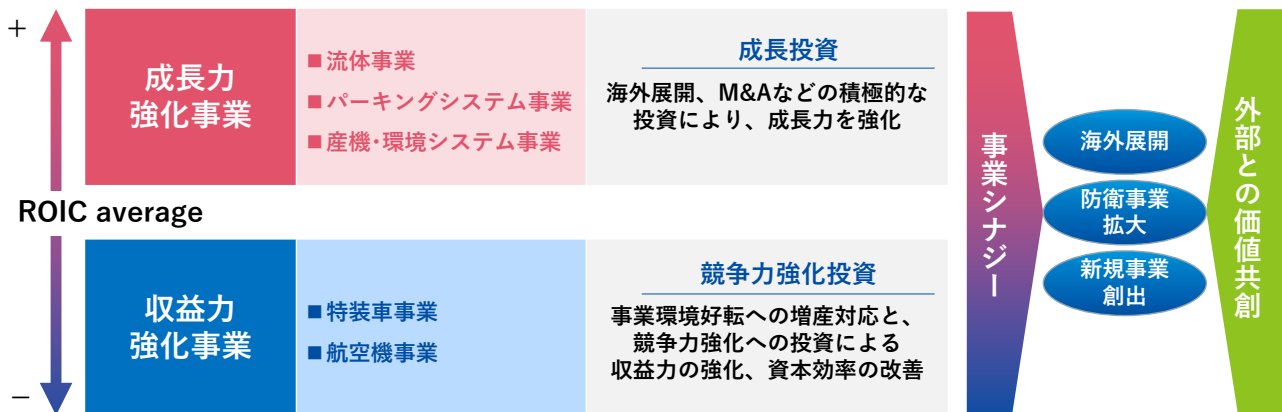 +
成長力
強化事業
■流体事業
■パーキングシステム事業
■産機・環境システム事業
成長投資
海外展開、M&Aなどの積極的な
投資により、成長力を強化
ROIC average
収益力
強化事業
■特装車事業
■航空機事業
競争力強化投資
事業環境好転への増産対応と、
競争力強化への投資による
収益力の強化、資本効率の改善
−
事業シナジー
海外展開
防衛事業
拡大
新規事業
創出
外部との価値共創